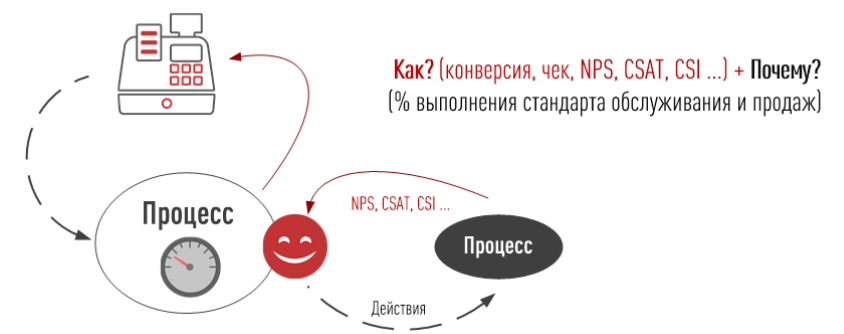 Как? (конверсия, чек, NPS, CSAT, CSI ...) + Почему?
(% выполнения стандарта обслуживания и продаж)
Процесс
NPS, CSAT, CSI ...
Процесс
Действия